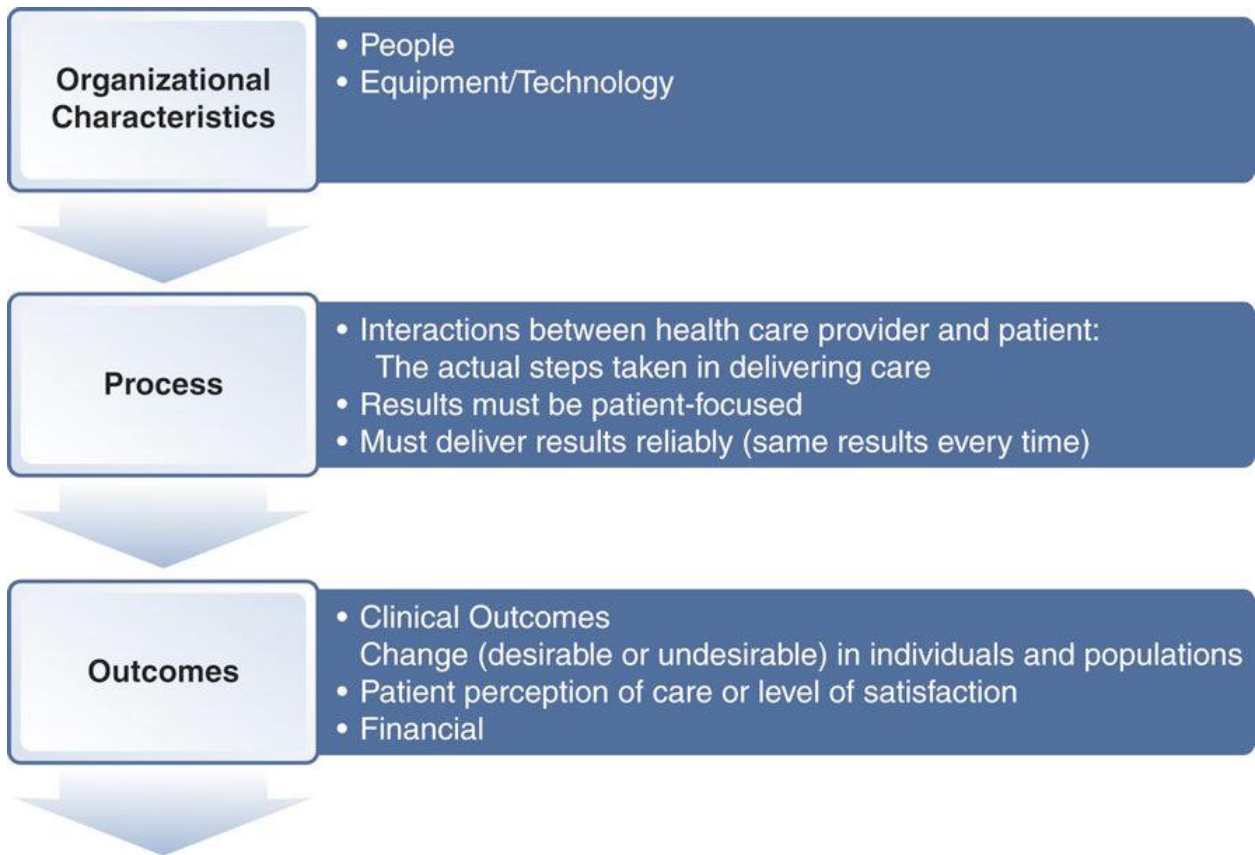 Organizational
Characteristics
• People
• Equipment/Technology
Process
• Interactions between health care provider and patient:
The actual steps taken in delivering care
• Results must be patient-focused
• Must deliver results reliably (same results every time)
Outcomes
• Clinical Outcomes
Change (desirable or undesirable) in individuals and populations
• Patient perception of care or level of satisfaction
• Financial